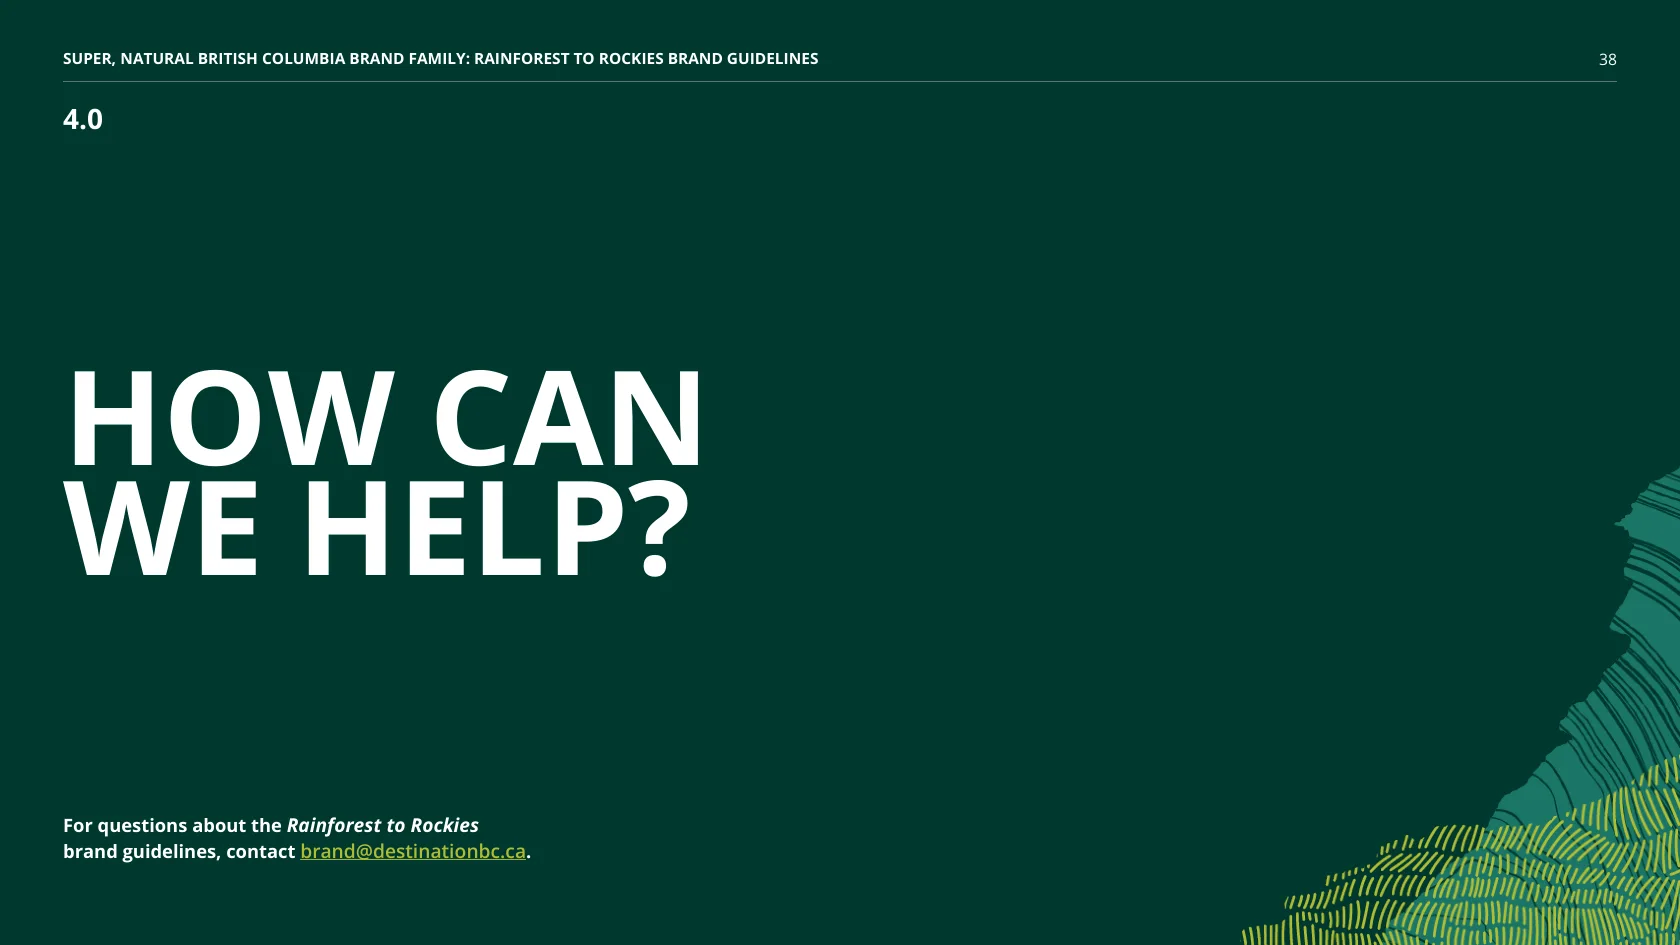 SUPER, NATURAL BRITISH COLUMBIA BRAND FAMILY: RAINFOREST TO ROCKIES BRAND GUIDELINES
38
4.0
HOW CAN
WE HELP?
For questions about the Rainforest to Rockies
brand guidelines, contact brand@destinationbc.ca.